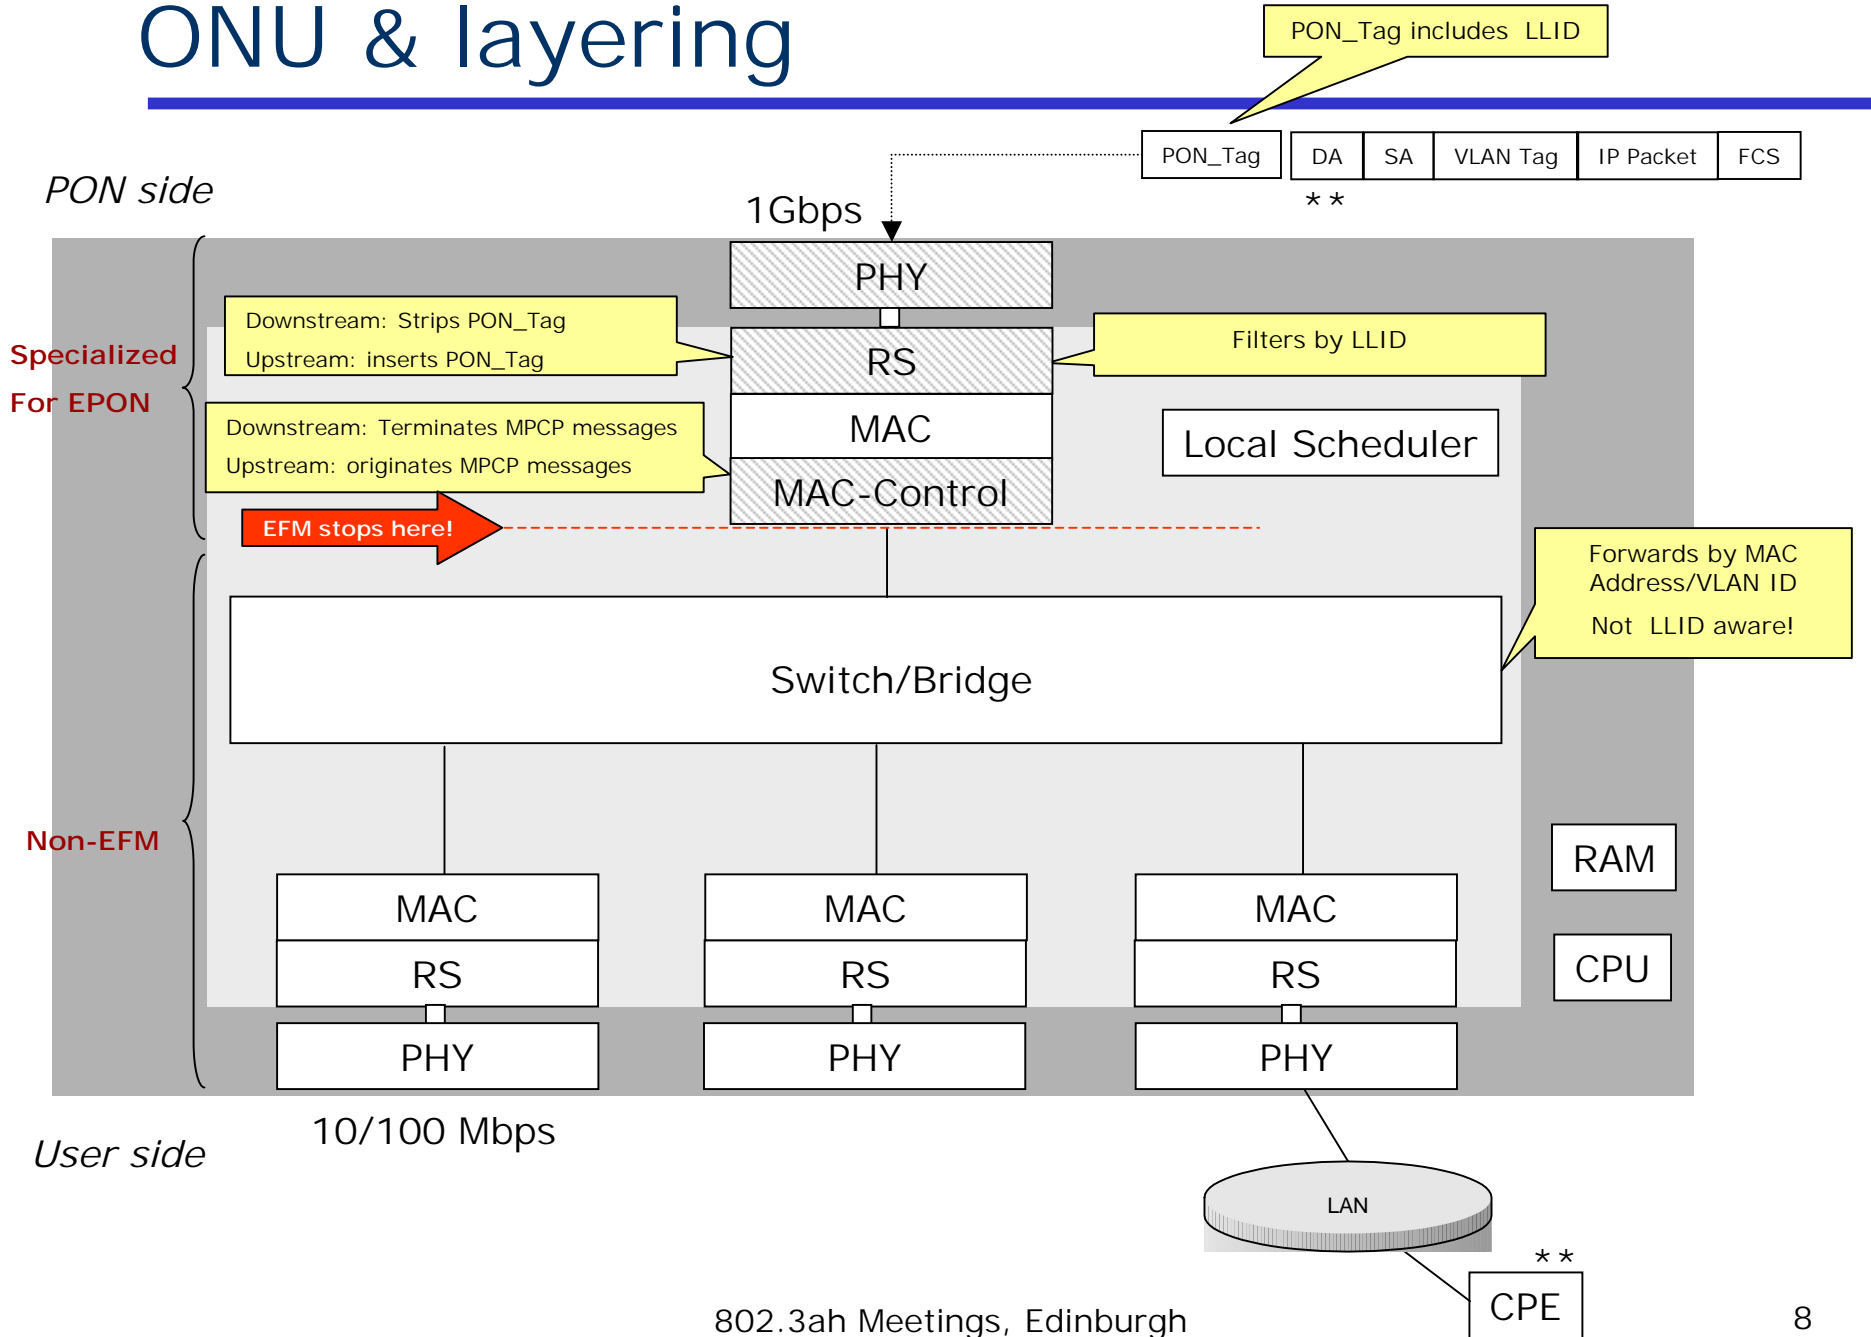 ONU & layering
PON_Tag includes LLID
PON_Tag DA SA VLAN Tag IP Packet FCS
**
PON side
1Gbps
PHY
Downstream: Strips PON_Tag
Upstream: inserts PON_Tag
RS
Filters by LLID
Specialized
For EPON
MAC
Local Scheduler
Downstream: Terminates MPCP messages
Upstream: originates MPCP messages
MAC-Control
EFM stops here!
Forwards by MAC
Address/VLAN ID
Not LLID aware!
Switch/Bridge
Non-EFM
RAM
CPU
MAC MAC MAC
RS RS RS
PHY PHY PHY
10/100 Mbps
User side
LAN
**
CPE
802.3ah Meetings, Edinburgh
8